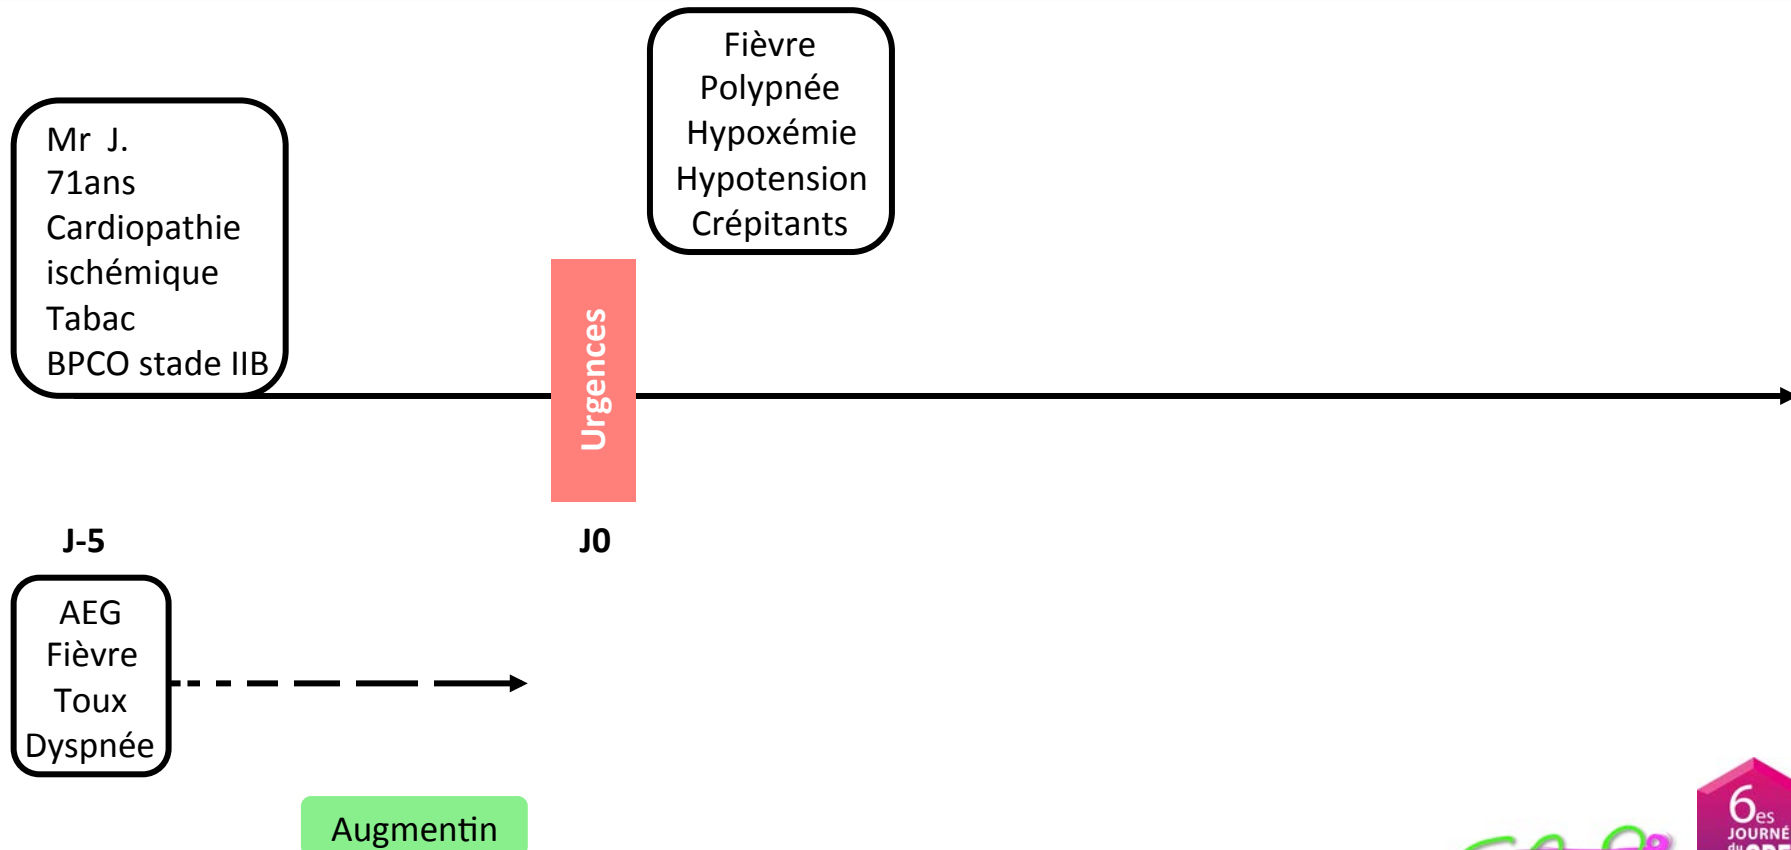 Mr J.
71ans
Cardiopathie
ischémique
Tabac
BPCO stade IIB
Fièvre
Polypnée
Hypoxémie
Hypotension
Crépitants
Urgences
J-5
J0
AEG
Fièvre
Toux
Dyspnée
Augmentin
6es
JOURNÉ
du